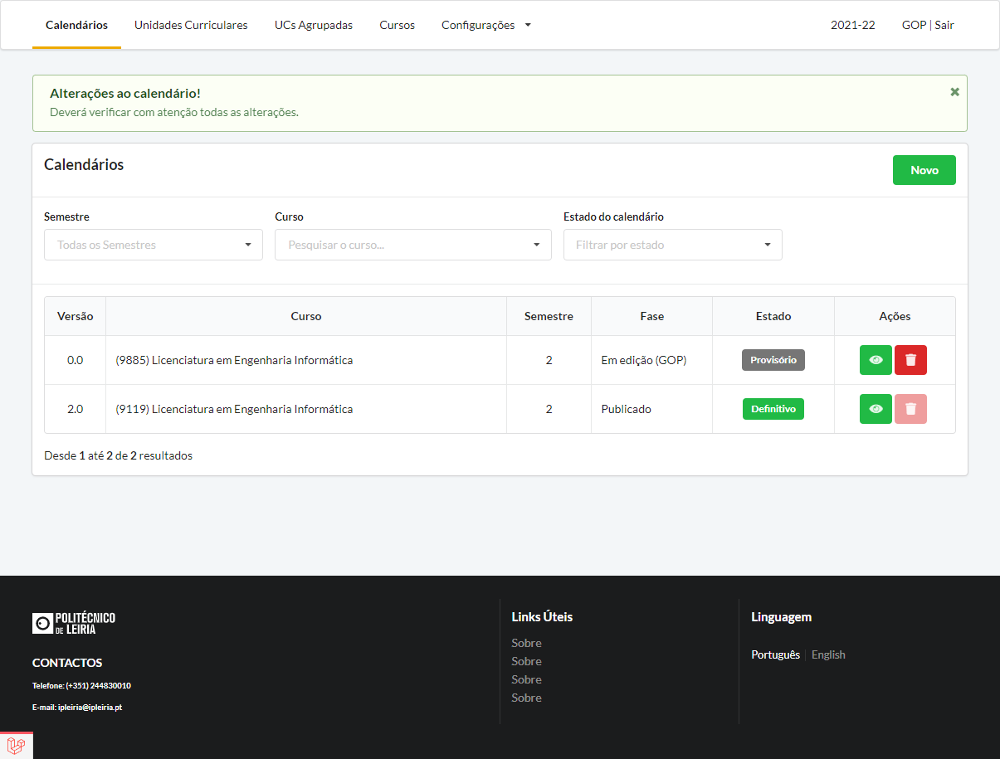 Calendários Unidades Curriculares UCs Agrupadas Cursos Configurações 2021-22 GOP | Sair
Alterações ao calendário!
Deverá verificar com atenção todas as alterações.
Calendários
Novo
Semestre Curso Estado do calendário
Todas os Semestres Pesquisar o curso... Filtrar por estado
Versão Curso Semestre Fase Estado Ações
0.0 (9885) Licenciatura em Engenharia Informática 2 Em edição (GOP) Provisório
2.0 (9119) Licenciatura em Engenharia Informática 2 Publicado Definitivo
Desde 1 até 2 de 2 resultados
POLITÉCNICO
DE LEIRIA
CONTACTOS
Telefone: (+351) 244830010
E-mail: ipleiria@ipleiria.pt
Links Úteis
Sobre
Sobre
Sobre
Sobre
Linguagem
Português English